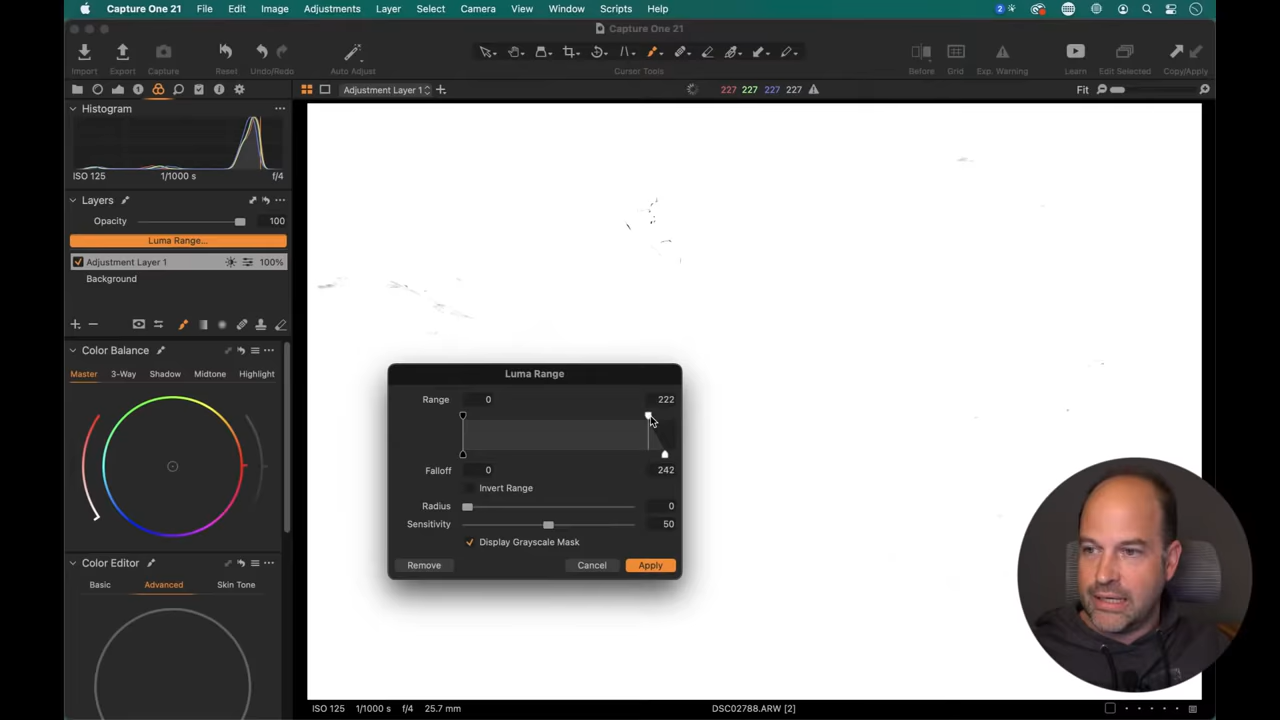 Capture One 21 File Edit Image Adjustments Layer Select Camera View Window Scripts Help 2
Capture One 21
Import Export Capture Reset Undo/Redo Auto Adjust Cursor Tools Before Grid Exp. Warning Learn Edit Selected Copy/Apply
Adjustment Layer 1 227 227 227 227 Fit
Histogram
ISO 125 1/1000 s f/4
Layers
Opacity 100
Luma Range...
Adjustment Layer 1 100%
Background
Color Balance
Master 3-Way Shadow Midtone Highlight
Color Editor
Basic Advanced Skin Tone
Luma Range
Range 0 222
Falloff 0 242
Invert Range
Radius 0
Sensitivity 50
Display Grayscale Mask
Remove Cancel Apply
ISO 125 1/1000 s f/4 25.7 mm DSC02788.ARW [2]